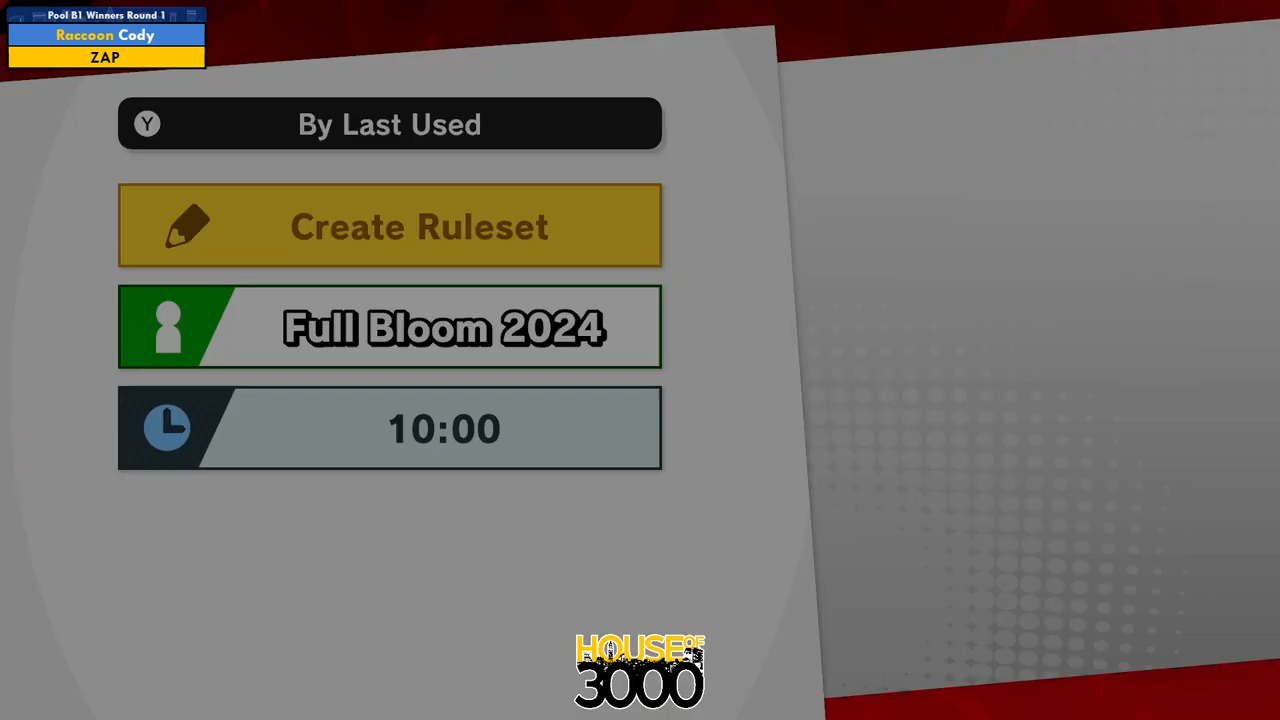 Pool B1 Winners Round 1
Raccoon Cody
ZAP
Y By Last Used
Create Ruleset
Full Bloom 2024
10:00
HOUSE OF
3000